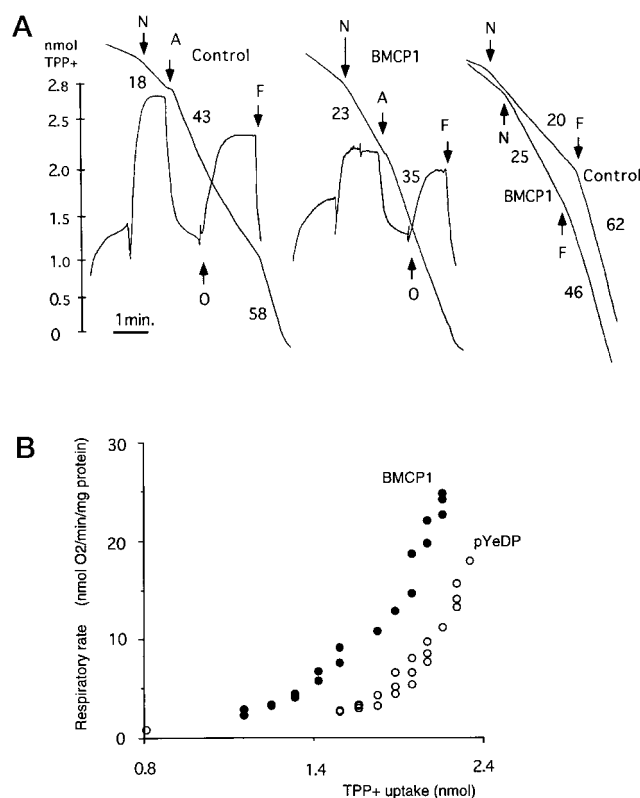 A
nmol
TPP+
2.8
2.5
2.0
1.5
1.0
0.5
0
1min.
N
A
Control
18
43
F
O
58
N
BMCP1
23
A
F
35
O
N
20
F
N
25
Control
BMCP1
F
62
46
B
Respiratory rate (nmol O2/min/mg protein)
30
20
10
0
BMCP1
pYeDP
0.8
1.4
2.4
TPP+ uptake (nmol)